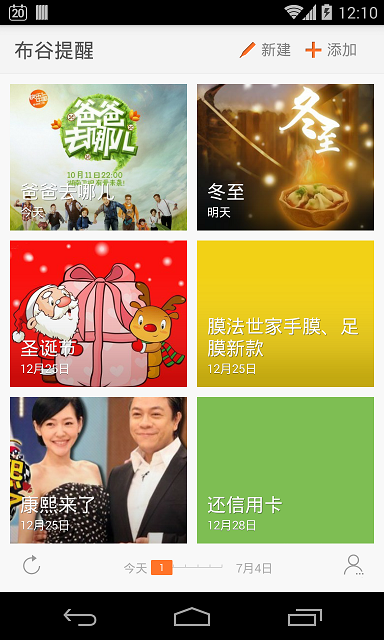 20
12:10
布谷提醒
新建
添加
爸爸
去哪儿
10月11日22:00
爸爸去哪儿
今天
冬至
冬至
明天
圣诞节
12月25日
膜法世家手膜、足
膜新款
12月25日
康熙来了
12月25日
还信用卡
12月28日
今天
1
7月4日